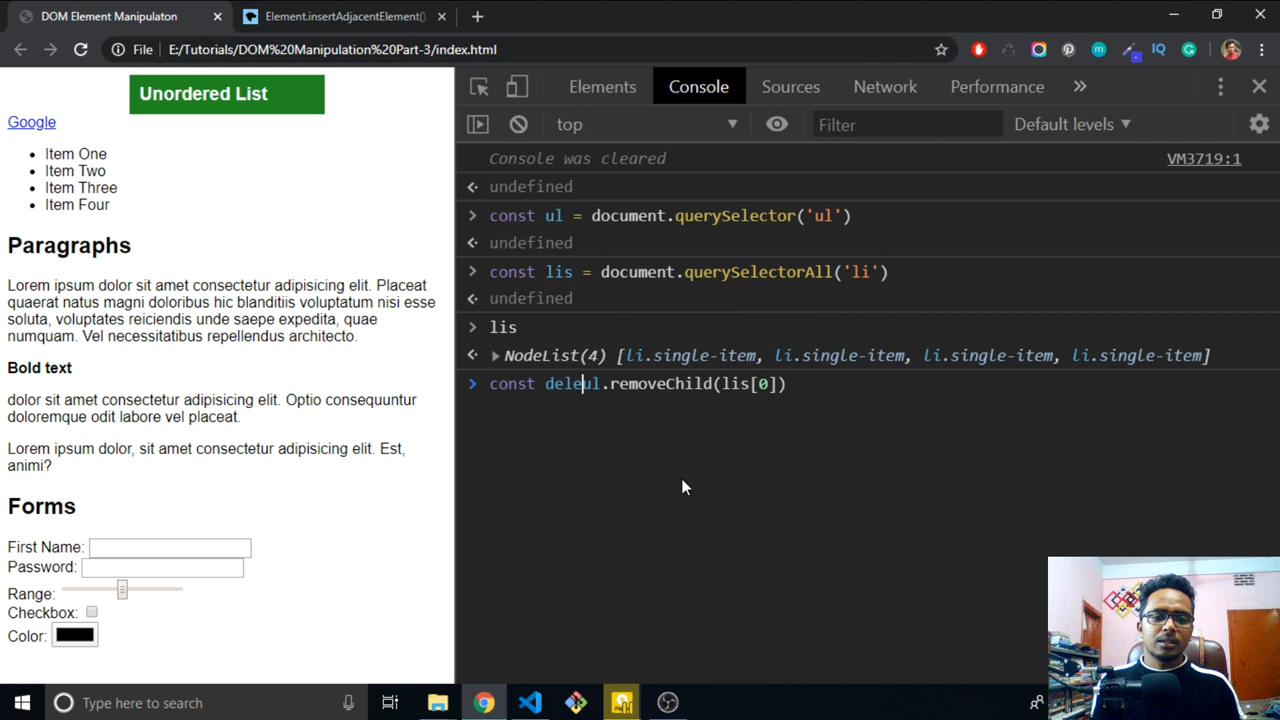 DOM Element Manipulaton
Element.insertAdjacentElement()
File
E:/Tutorials/DOM%20Manipulation%20Part-3/index.html
Unordered List
Google
Item One
Item Two
Item Three
Item Four
Paragraphs
Lorem ipsum dolor sit amet consectetur adipisicing elit. Placeat
quaerat natus magni doloribus hic blanditiis voluptatum nisi esse
soluta, voluptates reiciendis unde saepe expedita, quae
numquam. Vel necessitatibus repellendus architecto.
Bold text
dolor sit amet consectetur adipisicing elit. Optio consequuntur
doloremque odit labore vel placeat.
Lorem ipsum dolor, sit amet consectetur adipisicing elit. Est,
animi?
Forms
First Name:
Password:
Range:
Checkbox:
Color:
Elements Console Sources Network Performance »
top Filter Default levels
Console was cleared VM3719:1
undefined
const ul = document.querySelector('ul')
undefined
const lis = document.querySelectorAll('li')
undefined
lis
NodeList(4) [li.single-item, li.single-item, li.single-item, li.single-item]
const deleul.removeChild(lis[0])
Type here to search